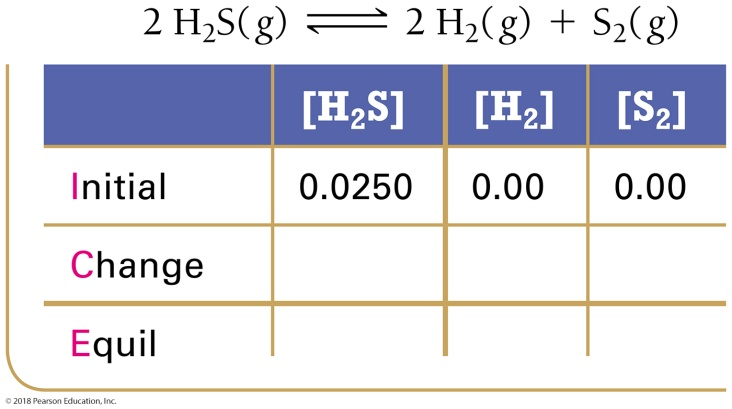 2 H₂S(g) ⇌ 2 H₂(g) + S₂(g)
[H₂S] [H₂] [S₂]
Initial 0.0250 0.00 0.00
Change
Equil
© 2018 Pearson Education, Inc.